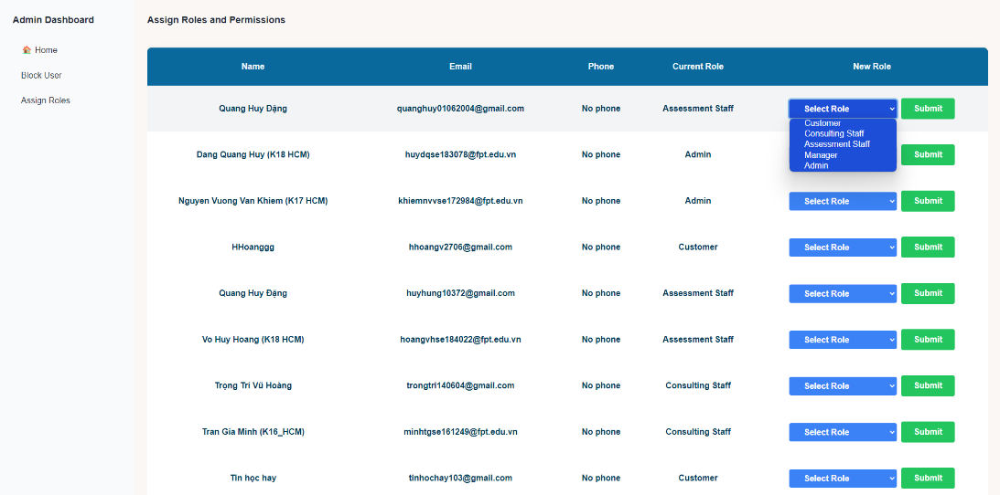 Admin Dashboard
🏠 Home
Block User
Assign Roles
Assign Roles and Permissions
Name Email Phone Current Role New Role
Quang Huy Đặng quanghuy01062004@gmail.com No phone Assessment Staff Select Role Submit
Customer
Consulting Staff
Assessment Staff
Manager
Admin
Dang Quang Huy (K18 HCM) huydqse183078@fpt.edu.vn No phone Admin Submit
Nguyen Vuong Van Khiem (K17 HCM) khiemnvvse172984@fpt.edu.vn No phone Admin Select Role Submit
HHoanggg hhoangv2706@gmail.com No phone Customer Select Role Submit
Quang Huy Đặng huyhung10372@gmail.com No phone Assessment Staff Select Role Submit
Vo Huy Hoang (K18 HCM) hoangvhse184022@fpt.edu.vn No phone Assessment Staff Select Role Submit
Trọng Trí Vũ Hoàng trongtri140604@gmail.com No phone Consulting Staff Select Role Submit
Tran Gia Minh (K16_HCM) minhtgse161249@fpt.edu.vn No phone Consulting Staff Select Role Submit
Tin học hay tinhochay103@gmail.com No phone Customer Select Role Submit